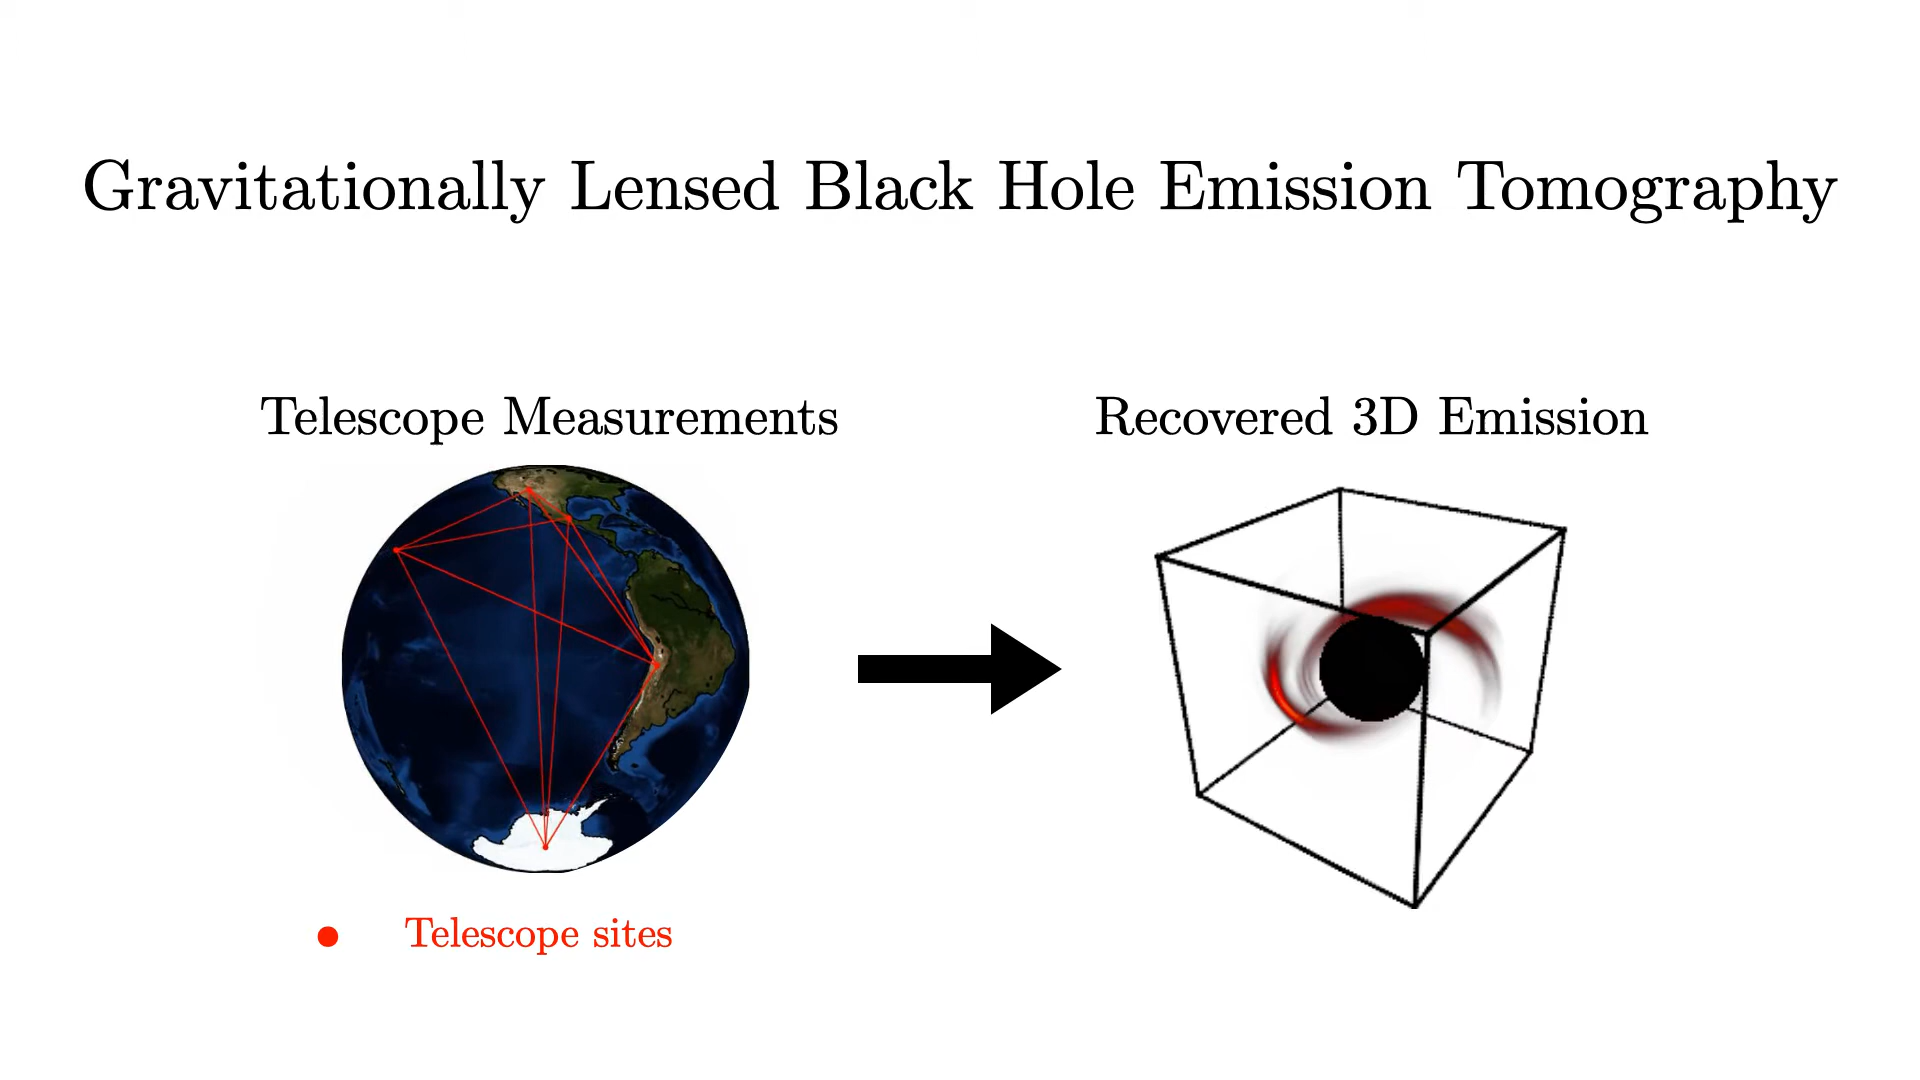 Gravitationally Lensed Black Hole Emission Tomography
Telescope Measurements
Recovered 3D Emission
Telescope sites